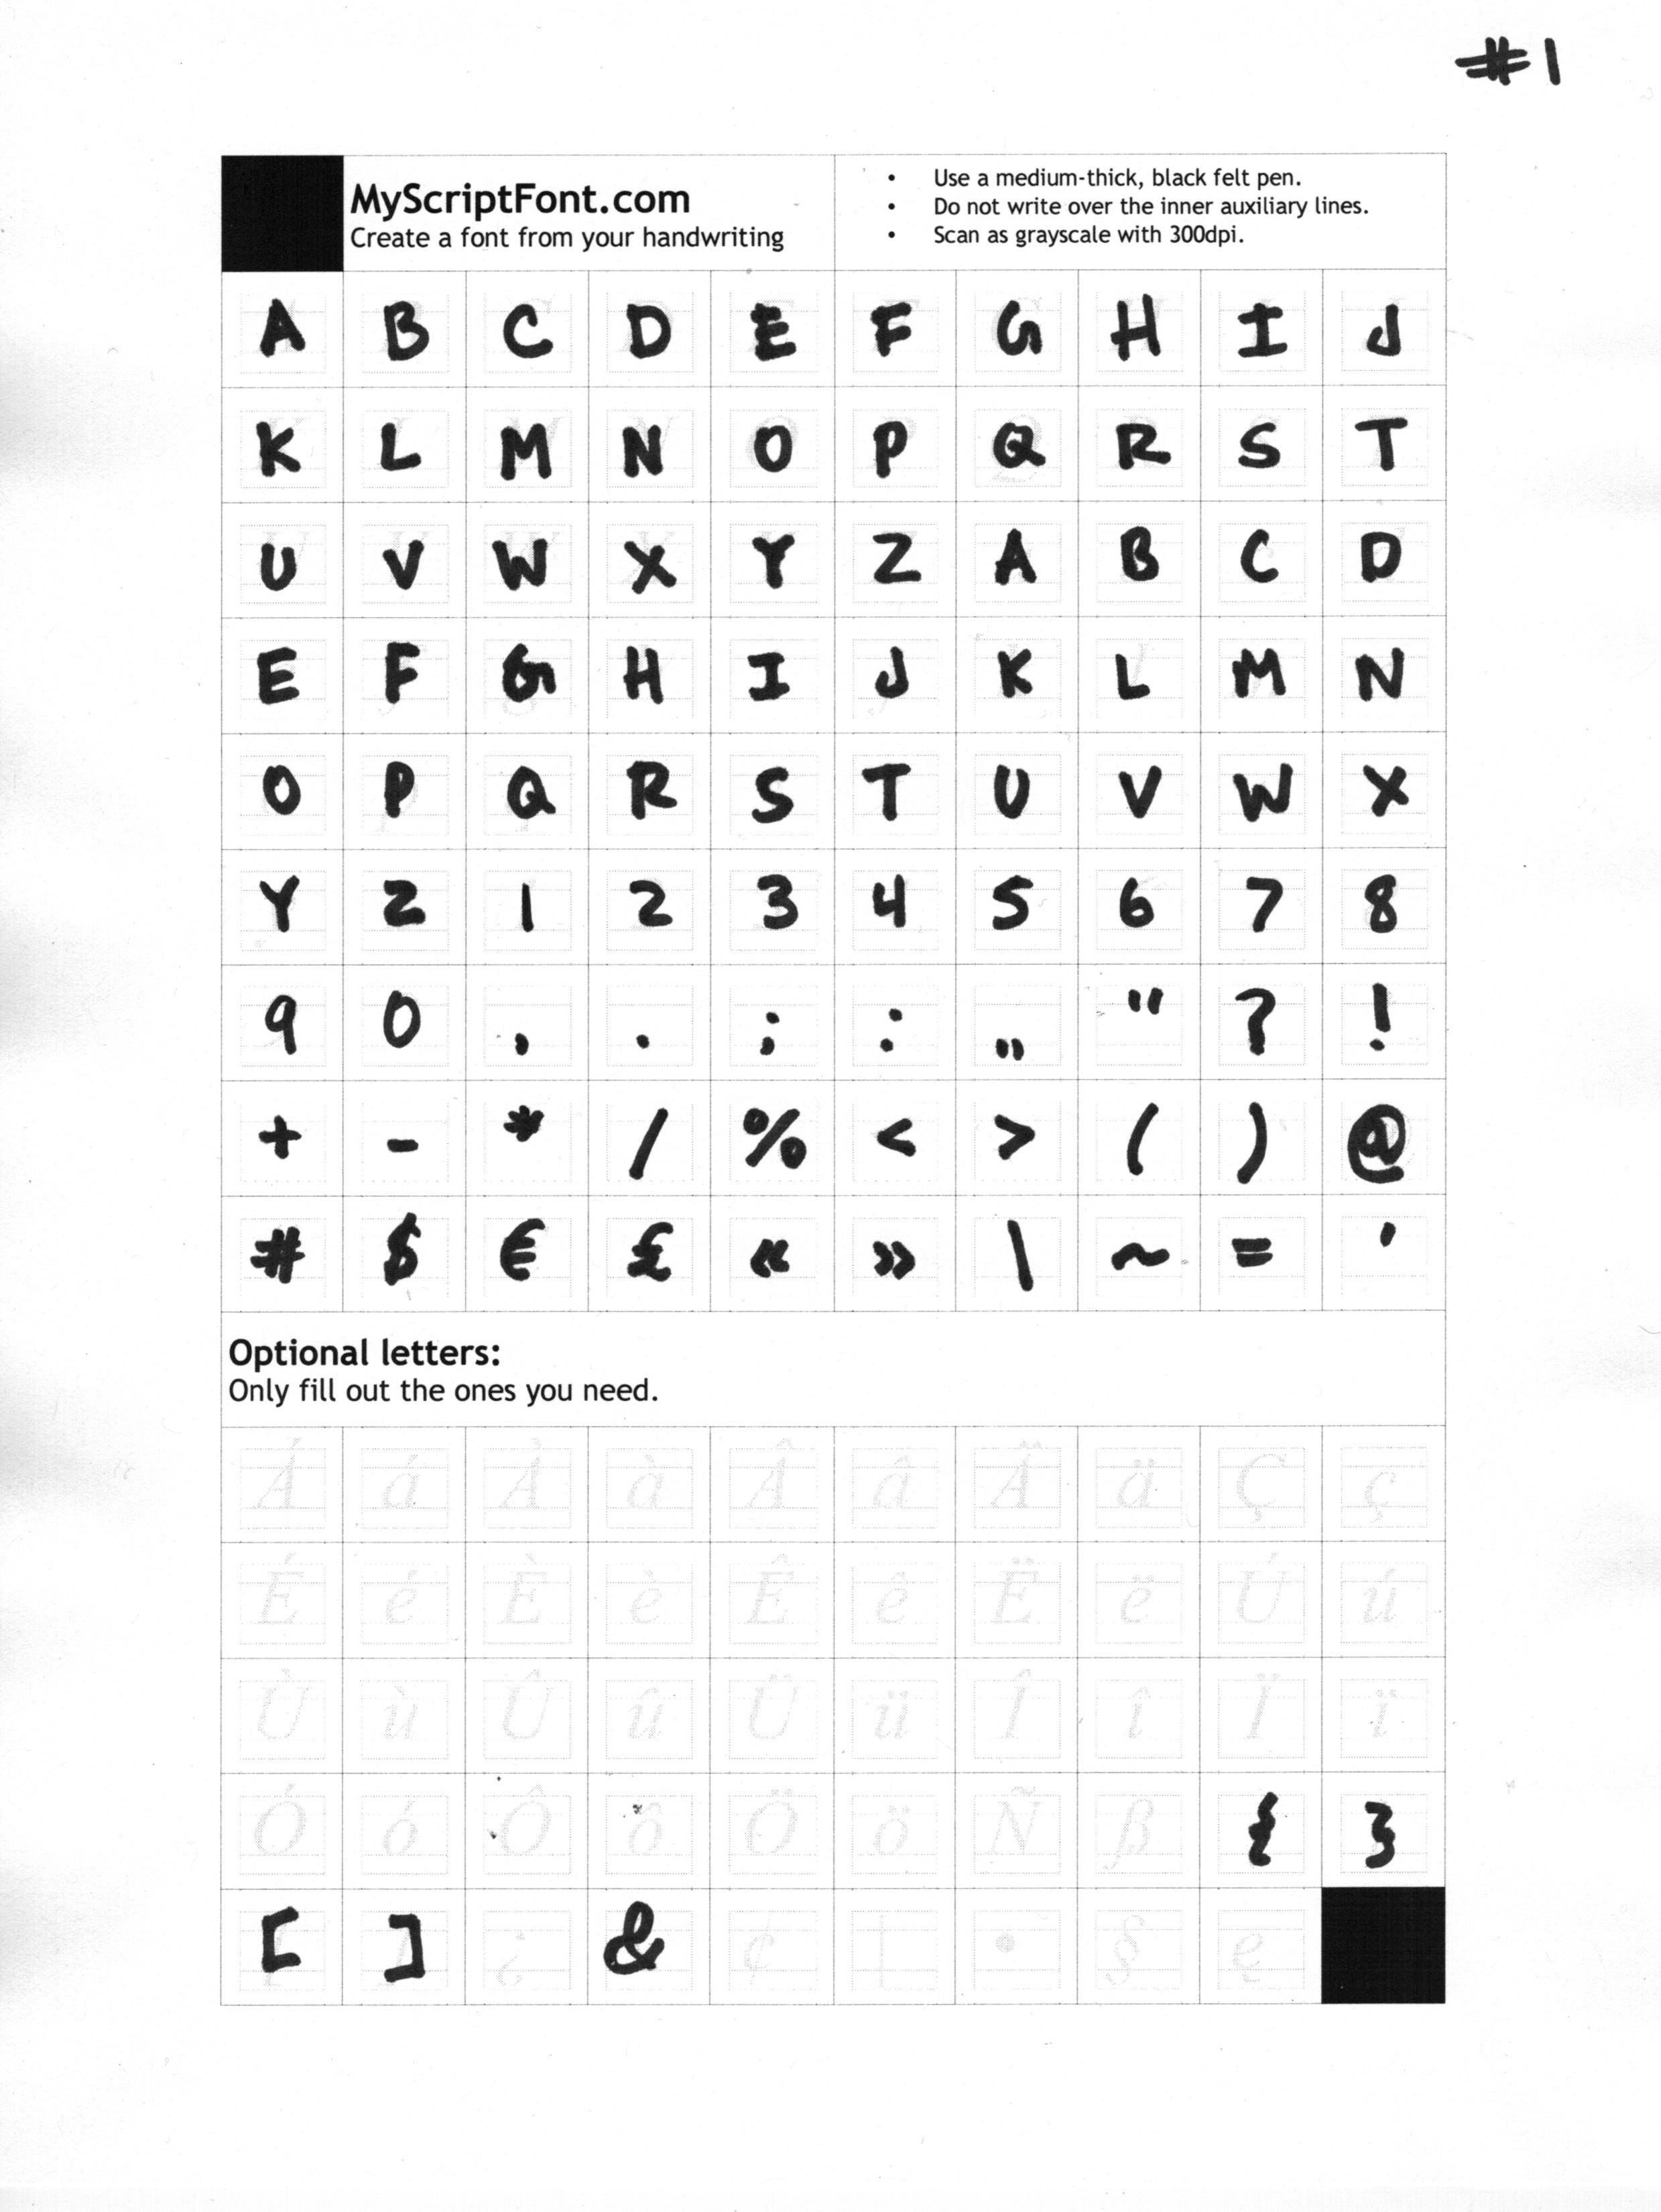 #1
MyScriptFont.com
Create a font from your handwriting
• Use a medium-thick, black felt pen.
• Do not write over the inner auxiliary lines.
• Scan as grayscale with 300dpi.
A B C D E F G H I J
K L M N O P Q R S T
U V W X Y Z A B C D
E F G H I J K L M N
O P Q R S T U V W X
Y Z 1 2 3 4 5 6 7 8
9 0 , . ; : „ " ? !
+ - * / % < > ( ) @
# $ € £ « » \ ~ = '
Optional letters:
Only fill out the ones you need.
Á á À à Â â Ä ä Ç ç
É é È è Ê ê Ë ë Ú ú
Ù ù Û û Ü ü Î î Ï ï
Ó ó Ô ô Ö ö Ñ ß { }
[ ] ¿ & ¢ | • § ę